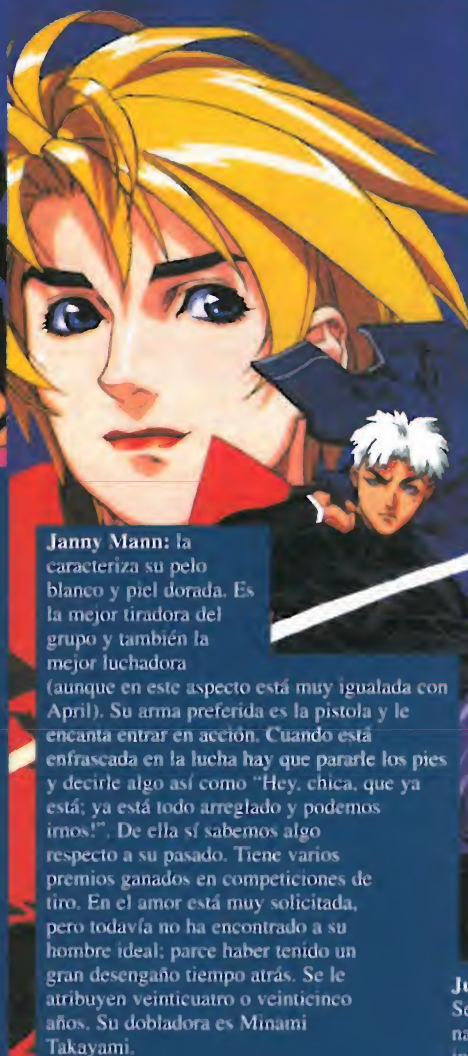 Janny Mann: la
caracteriza su pelo
blanco y piel dorada. Es
la mejor tiradora del
grupo y también la
mejor luchadora
(aunque en este aspecto está muy igualada con
April). Su arma preferida es la pistola y le
encanta entrar en acción. Cuando está
enfrascada en la lucha hay que pararle los pies
y decirle algo así como “Hey, chica, que ya
está; ya está todo arreglado y podemos
irnos!”. De ella sí sabemos algo
respecto a su pasado. Tiene varios
premios ganados en competiciones de
tiro. En el amor está muy solicitada,
pero todavía no ha encontrado a su
hombre ideal; parce haber tenido un
gran desengaño tiempo atrás. Se le
atribuyen veinticuatro o veinticinco
años. Su dobladora es Minami
Takayami.
Ju
Se
na